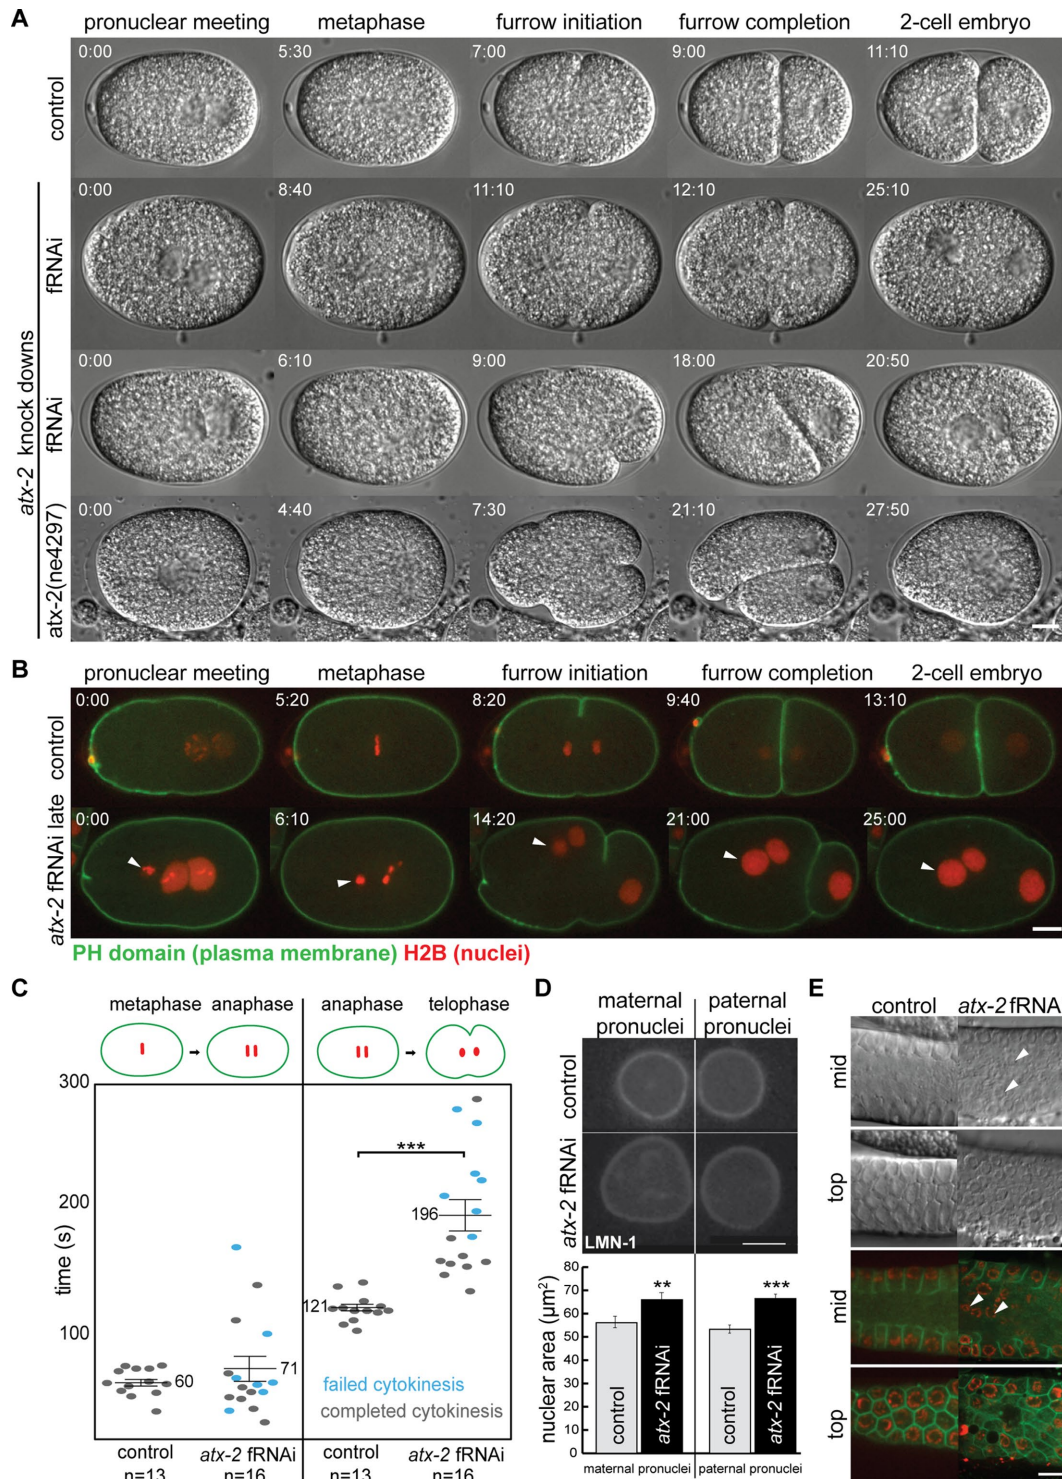 A
pronuclear meeting metaphase furrow initiation furrow completion 2-cell embryo
control
0:00 5:30 7:00 9:00 11:10
atx-2 knock downs
fRNAi
0:00 8:40 11:10 12:10 25:10
fRNAi
0:00 6:10 9:00 18:00 20:50
atx-2(ne4297)
0:00 4:40 7:30 21:10 27:50
B
pronuclear meeting metaphase furrow initiation furrow completion 2-cell embryo
control
0:00 5:20 8:20 9:40 13:10
atx-2 fRNAi late
0:00 6:10 14:20 21:00 25:00
PH domain (plasma membrane) H2B (nuclei)
C
metaphase anaphase anaphase telophase
300
200
100
time (s)
***
196
121
71
60
failed cytokinesis
completed cytokinesis
control atx-2 fRNAi control atx-2 fRNAi
n=13 n=16 n=13 n=16
D
maternal paternal
pronuclei pronuclei
control
atx-2 fRNAi
LMN-1
nuclear area (µm²)
80
70
60
50
40
30
20
10
0
** ***
control atx-2 fRNAi control atx-2 fRNAi
maternal pronuclei paternal pronuclei
E
control atx-2 fRNA
mid
top
mid
top